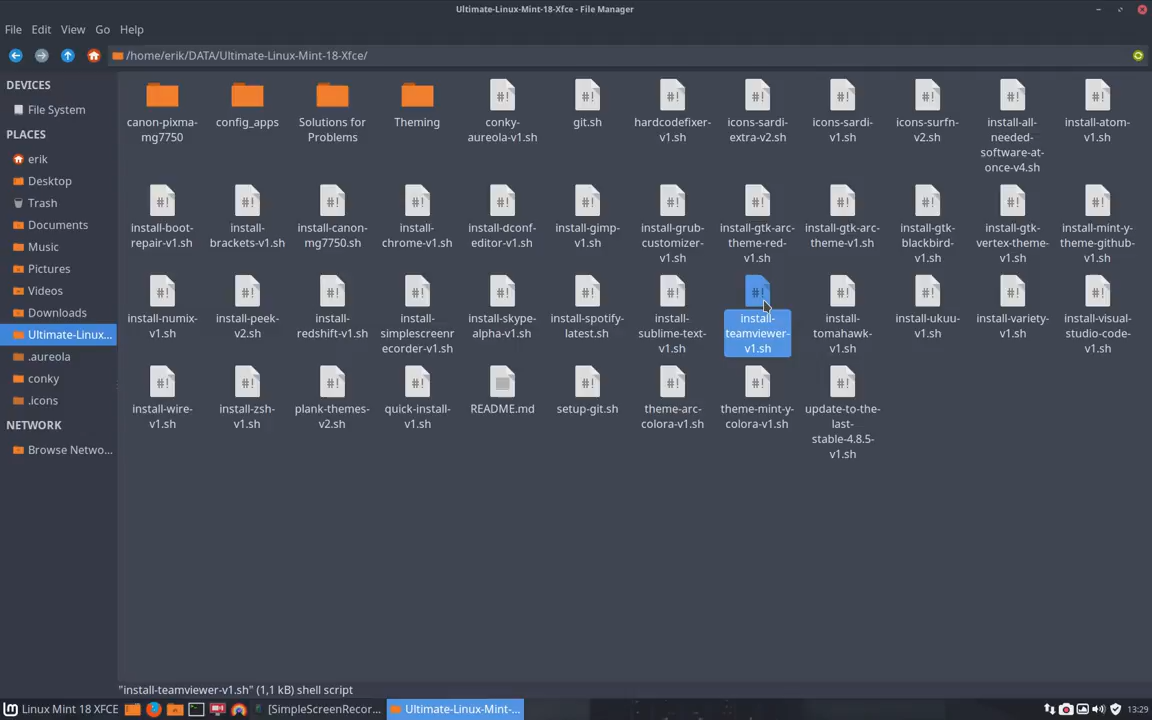 Ultimate-Linux-Mint-18-Xfce - File Manager
File Edit View Go Help
/home/erik/DATA/Ultimate-Linux-Mint-18-Xfce/
DEVICES
File System
PLACES
erik
Desktop
Trash
Documents
Music
Pictures
Videos
Downloads
Ultimate-Linux...
.aureola
conky
.icons
NETWORK
Browse Netwo...
canon-pixma-
mg7750
config_apps
Solutions for
Problems
Theming
conky-
aureola-v1.sh
git.sh
hardcodefixer-
v1.sh
icons-sardi-
extra-v2.sh
icons-sardi-
v1.sh
icons-surfn-
v2.sh
install-all-
needed-
software-at-
once-v4.sh
install-atom-
v1.sh
install-boot-
repair-v1.sh
install-
brackets-v1.sh
install-canon-
mg7750.sh
install-
chrome-v1.sh
install-dconf-
editor-v1.sh
install-gimp-
v1.sh
install-grub-
customizer-
v1.sh
install-gtk-arc-
theme-red-
v1.sh
install-gtk-arc-
theme-v1.sh
install-gtk-
blackbird-
v1.sh
install-gtk-
vertex-theme-
v1.sh
install-mint-y-
theme-github-
v1.sh
install-numix-
v1.sh
install-peek-
v2.sh
install-
redshift-v1.sh
install-
simplescreenr
ecorder-v1.sh
install-skype-
alpha-v1.sh
install-spotify-
latest.sh
install-
sublime-text-
v1.sh
install-
teamviewer-
v1.sh
install-
tomahawk-
v1.sh
install-ukuu-
v1.sh
install-variety-
v1.sh
install-visual-
studio-code-
v1.sh
install-wire-
v1.sh
install-zsh-
v1.sh
plank-themes-
v2.sh
quick-install-
v1.sh
README.md
setup-git.sh
theme-arc-
colora-v1.sh
theme-mint-y-
colora-v1.sh
update-to-the-
last-
stable-4.8.5-
v1.sh
"install-teamviewer-v1.sh" (1,1 kB) shell script
Linux Mint 18 XFCE
[SimpleScreenRecor...
Ultimate-Linux-Mint-...
13:29